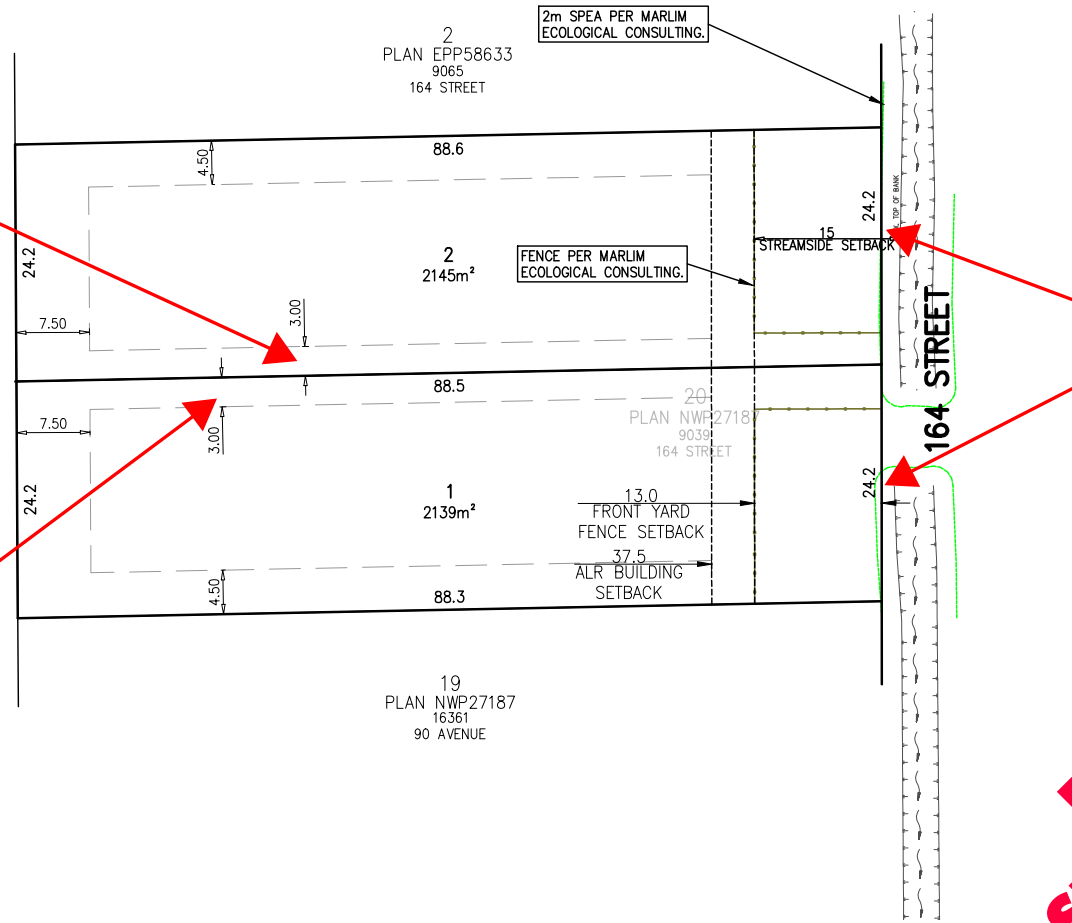 2m SPEA PER MARLIM
ECOLOGICAL CONSULTING.
2
PLAN EPP58633
9065
164 STREET
88.6
4.50
24.2
24.2
TOP OF BANK
15
STREAMSIDE SETBACK
2
2145m²
FENCE PER MARLIM
ECOLOGICAL CONSULTING.
7.50
3.00
164 STREET
88.5
20
PLAN NWP27187
9039
164 STREET
7.50
3.00
24.2
24.2
1
2139m²
13.0
FRONT YARD
FENCE SETBACK
37.5
ALR BUILDING
SETBACK
4.50
88.3
19
PLAN NWP27187
16361
90 AVENUE